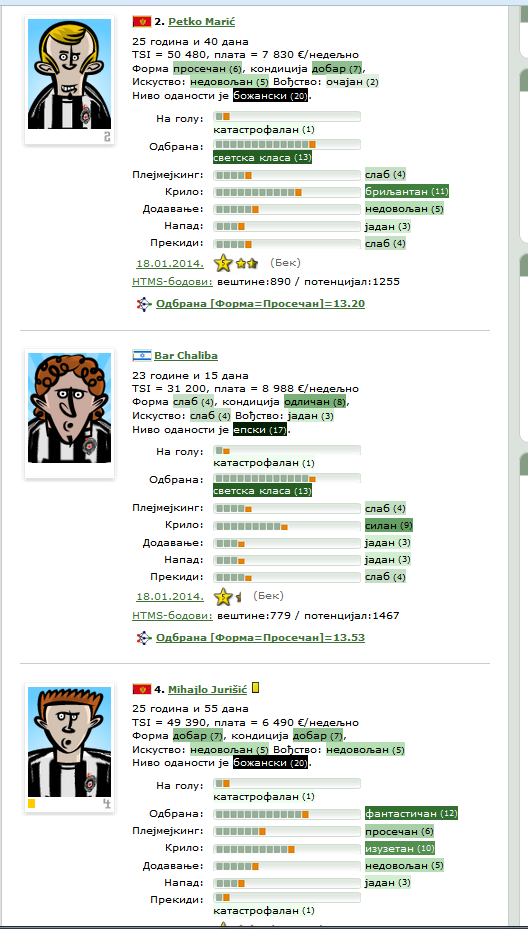 2. Petko Marić
25 година и 40 дана
TSI = 50 480, плата = 7 830 €/недељно
Форма просечан (6), кондиција добар (7),
Искуство: недовољан (5) Вођство: очајан (2)
Ниво оданости је божански (20).
На голу:
катастрофалан (1)
Одбрана:
светска класа (13)
Плејмејкинг: слаб (4)
Крило: бриљантан (11)
Додавање: недовољан (5)
Напад: јадан (3)
Прекиди: слаб (4)
2
18.01.2014. 5 (Бек)
HTMS-бодови: вештине:890 / потенцијал:1255
Одбрана [Форма=Просечан]=13.20
Bar Chaliba
23 године и 15 дана
TSI = 31 200, плата = 8 988 €/недељно
Форма слаб (4), кондиција одличан (8),
Искуство: слаб (4) Вођство: јадан (3)
Ниво оданости је епски (17).
На голу:
катастрофалан (1)
Одбрана:
светска класа (13)
Плејмејкинг: слаб (4)
Крило: силан (9)
Додавање: јадан (3)
Напад: јадан (3)
Прекиди: слаб (4)
18.01.2014. 5 (Бек)
HTMS-бодови: вештине:779 / потенцијал:1467
Одбрана [Форма=Просечан]=13.53
4. Mihajlo Jurišić
25 година и 55 дана
TSI = 49 390, плата = 6 490 €/недељно
Форма добар (7), кондиција добар (7),
Искуство: недовољан (5) Вођство: недовољан (5)
Ниво оданости је божански (20).
На голу:
катастрофалан (1)
4
Одбрана: фантастичан (12)
Плејмејкинг: просечан (6)
Крило: изузетан (10)
Додавање: недовољан (5)
Напад: јадан (3)
Прекиди:
катастрофалан (1)